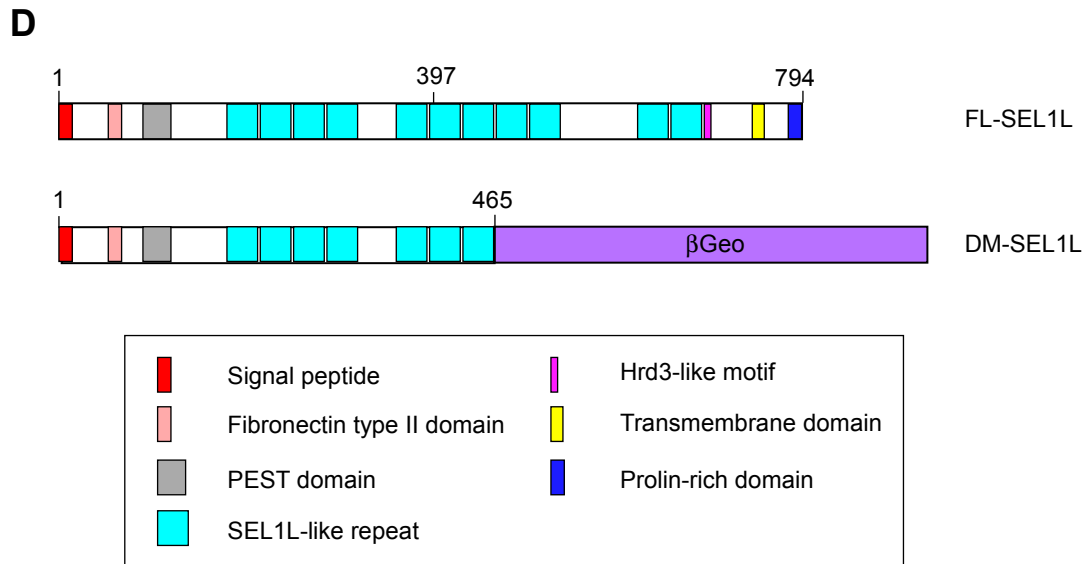 D
1 397 794
FL-SEL1L
1 465
βGeo
DM-SEL1L
Signal peptide
Fibronectin type II domain
PEST domain
SEL1L-like repeat
Hrd3-like motif
Transmembrane domain
Prolin-rich domain